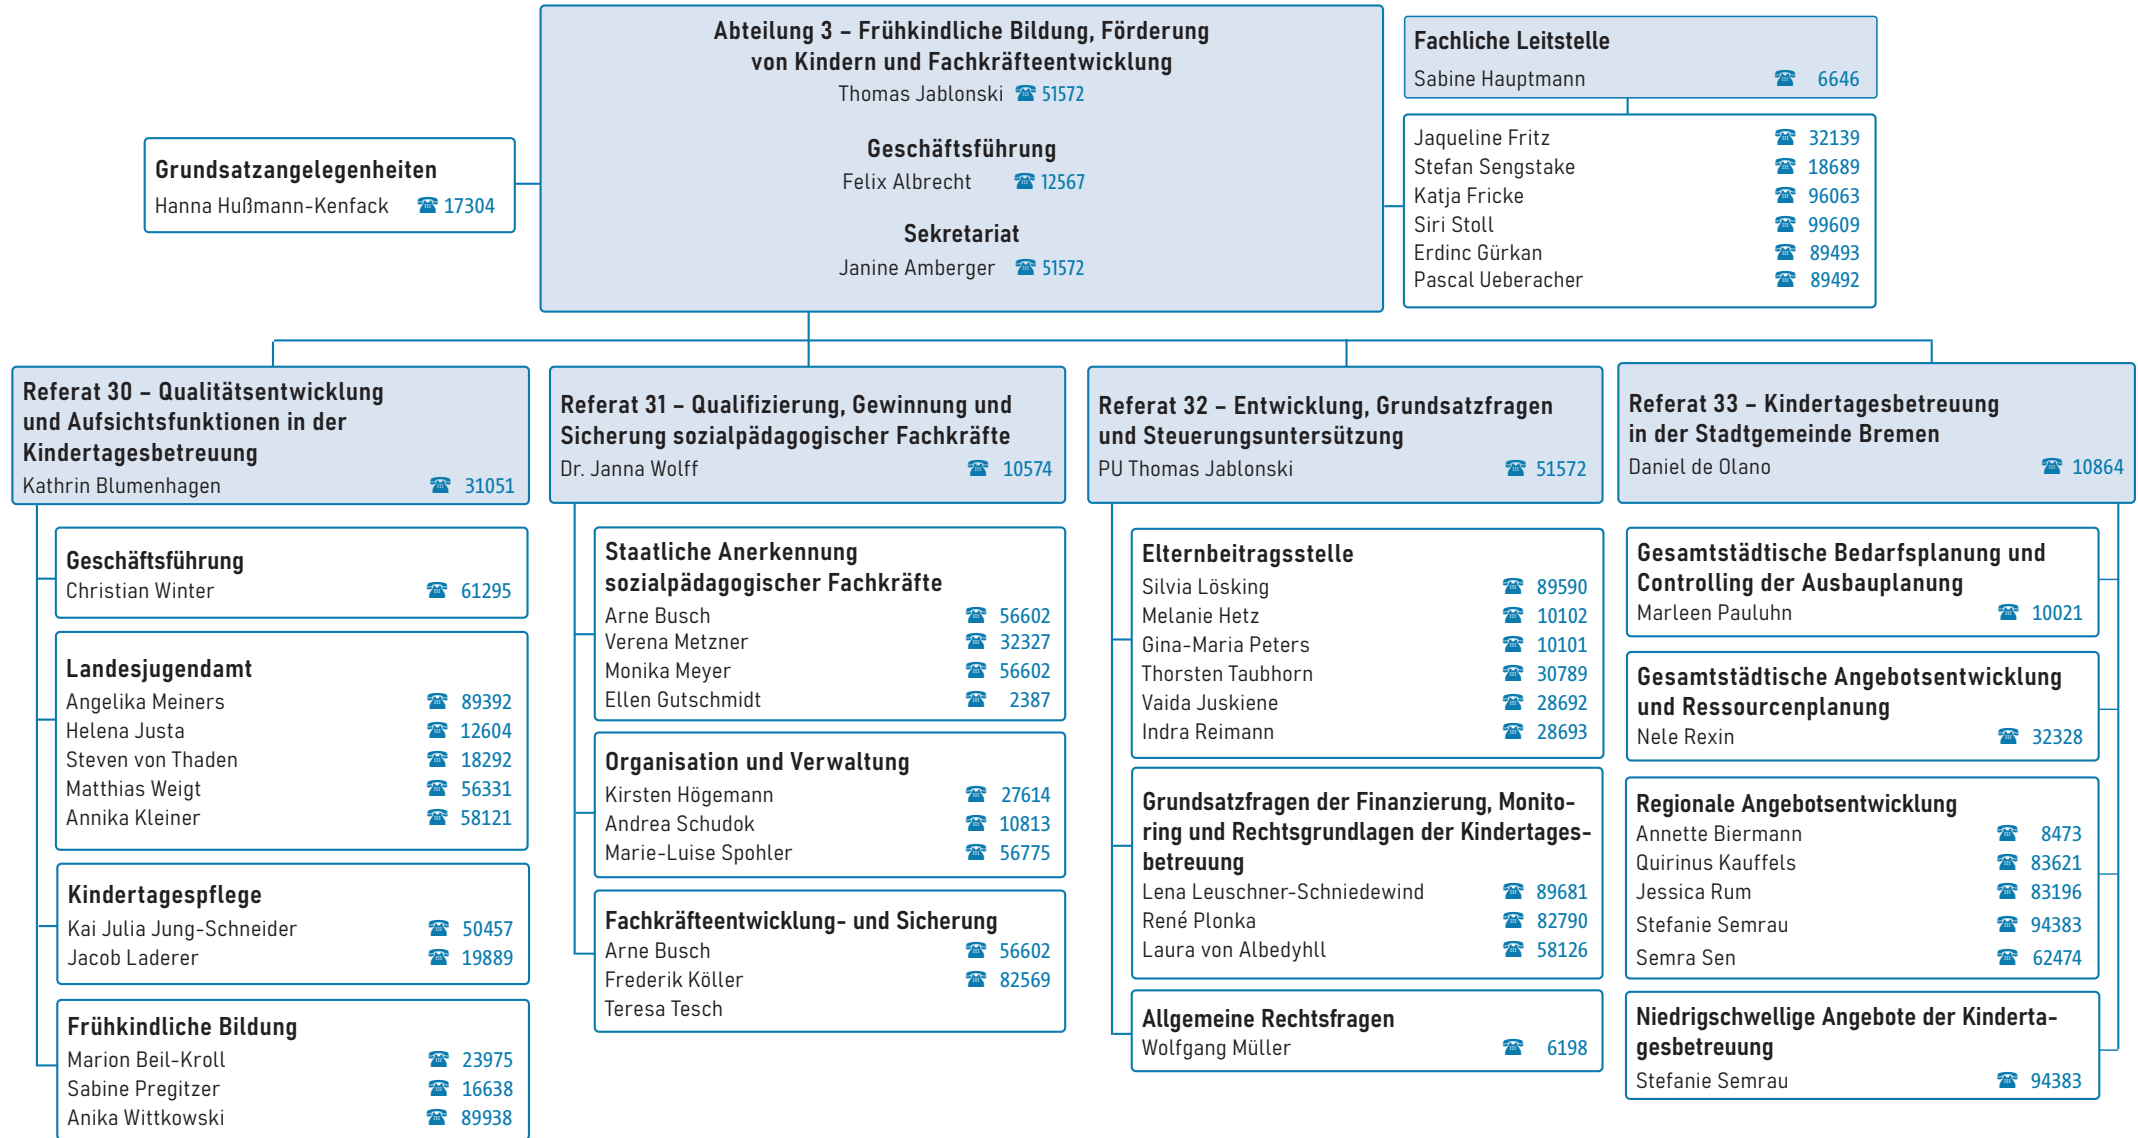 Abteilung 3 – Frühkindliche Bildung, Förderung
von Kindern und Fachkräfteentwicklung
Thomas Jablonski ☎ 51572
Geschäftsführung
Felix Albrecht ☎ 12567
Sekretariat
Janine Amberger ☎ 51572
Grundsatzangelegenheiten
Hanna Hußmann-Kenfack ☎ 17304
Fachliche Leitstelle
Sabine Hauptmann ☎ 6646
Jaqueline Fritz ☎ 32139
Stefan Sengstake ☎ 18689
Katja Fricke ☎ 96063
Siri Stoll ☎ 99609
Erdinc Gürkan ☎ 89493
Pascal Ueberacher ☎ 89492
Referat 30 – Qualitätsentwicklung
und Aufsichtsfunktionen in der
Kindertagesbetreuung
Kathrin Blumenhagen ☎ 31051
Geschäftsführung
Christian Winter ☎ 61295
Landesjugendamt
Angelika Meiners ☎ 89392
Helena Justa ☎ 12604
Steven von Thaden ☎ 18292
Matthias Weigt ☎ 56331
Annika Kleiner ☎ 58121
Kindertagespflege
Kai Julia Jung-Schneider ☎ 50457
Jacob Laderer ☎ 19889
Frühkindliche Bildung
Marion Beil-Kroll ☎ 23975
Sabine Pregitzer ☎ 16638
Anika Wittkowski ☎ 89938
Referat 31 – Qualifizierung, Gewinnung und
Sicherung sozialpädagogischer Fachkräfte
Dr. Janna Wolff ☎ 10574
Staatliche Anerkennung
sozialpädagogischer Fachkräfte
Arne Busch ☎ 56602
Verena Metzner ☎ 32327
Monika Meyer ☎ 56602
Ellen Gutschmidt ☎ 2387
Organisation und Verwaltung
Kirsten Högemann ☎ 27614
Andrea Schudok ☎ 10813
Marie-Luise Spohler ☎ 56775
Fachkräfteentwicklung- und Sicherung
Arne Busch ☎ 56602
Frederik Köller ☎ 82569
Teresa Tesch
Referat 32 – Entwicklung, Grundsatzfragen
und Steuerungsuntersützung
PU Thomas Jablonski ☎ 51572
Elternbeitragsstelle
Silvia Lösking ☎ 89590
Melanie Hetz ☎ 10102
Gina-Maria Peters ☎ 10101
Thorsten Taubhorn ☎ 30789
Vaida Juskiene ☎ 28692
Indra Reimann ☎ 28693
Grundsatzfragen der Finanzierung, Monito-
ring und Rechtsgrundlagen der Kindertages-
betreuung
Lena Leuschner-Schniedewind ☎ 89681
René Plonka ☎ 82790
Laura von Albedyhll ☎ 58126
Allgemeine Rechtsfragen
Wolfgang Müller ☎ 6198
Referat 33 – Kindertagesbetreuung
in der Stadtgemeinde Bremen
Daniel de Olano ☎ 10864
Gesamtstädtische Bedarfsplanung und
Controlling der Ausbauplanung
Marleen Pauluhn ☎ 10021
Gesamtstädtische Angebotsentwicklung
und Ressourcenplanung
Nele Rexin ☎ 32328
Regionale Angebotsentwicklung
Annette Biermann ☎ 8473
Quirinus Kauffels ☎ 83621
Jessica Rum ☎ 83196
Stefanie Semrau ☎ 94383
Semra Sen ☎ 62474
Niedrigschwellige Angebote der Kinderta-
gesbetreuung
Stefanie Semrau ☎ 94383